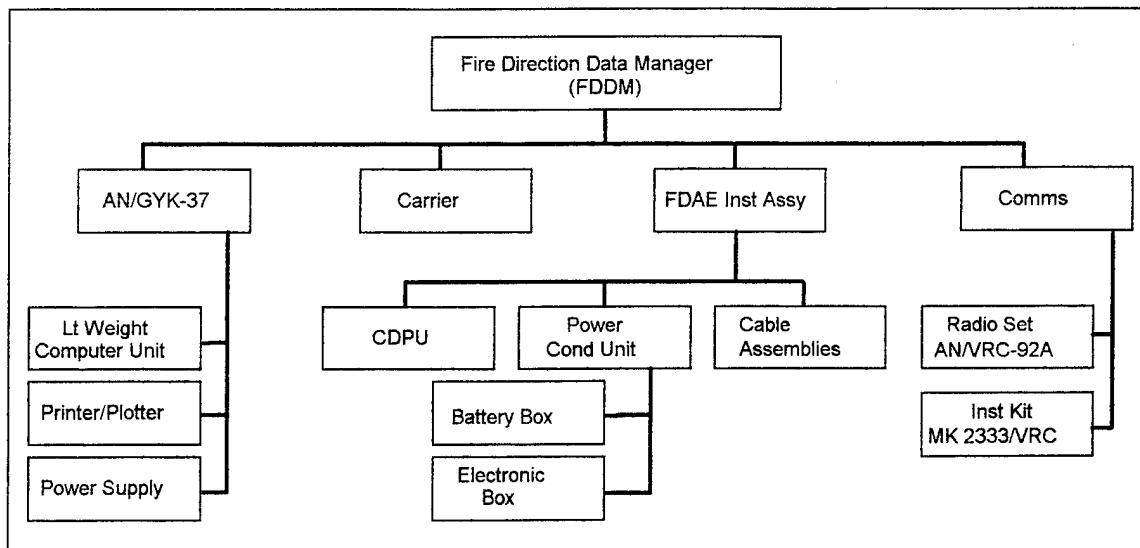 Fire Direction Data Manager
(FDDM)
AN/GYK-37
Carrier
FDAE Inst Assy
Comms
Lt Weight
Computer Unit
Printer/Plotter
Power Supply
CDPU
Power
Cond Unit
Cable
Assemblies
Battery Box
Electronic
Box
Radio Set
AN/VRC-92A
Inst Kit
MK 2333/VRC